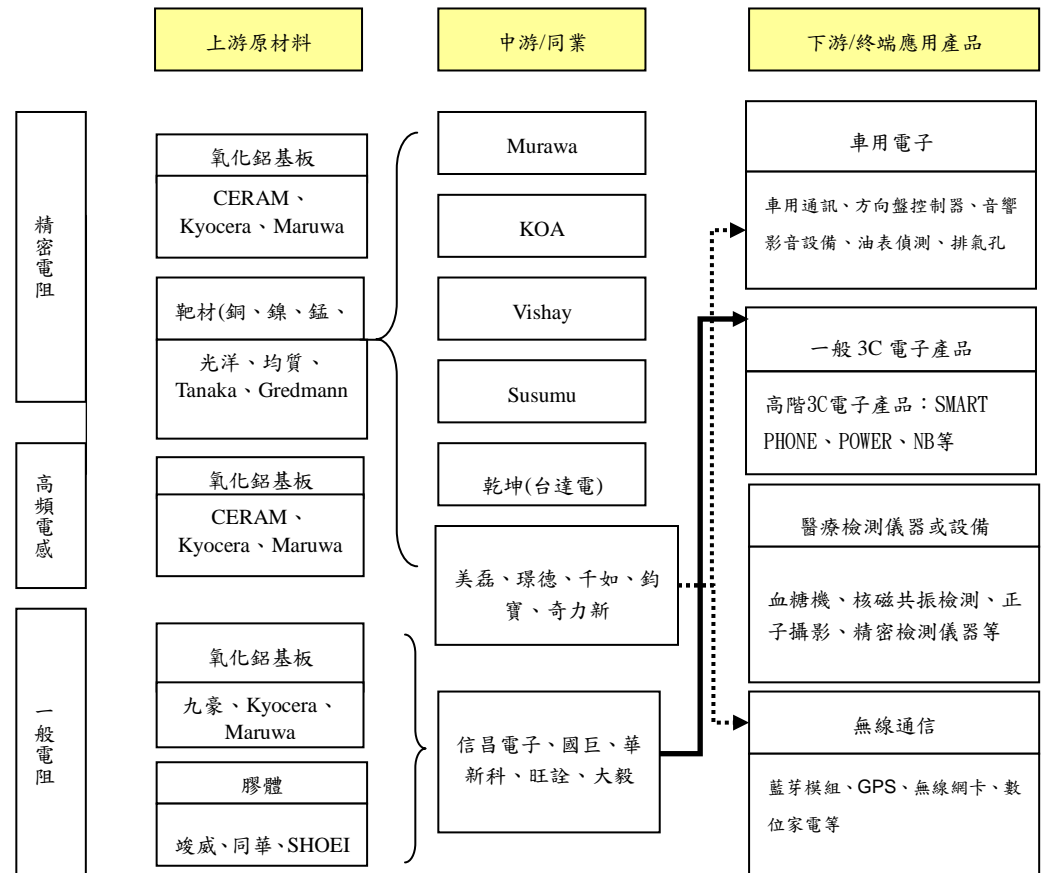 上游原材料
中游/同業
下游/終端應用產品
精密電阻
氧化鋁基板
CERAM、
Kyocera、Maruwa
靶材(銅、鎳、錳、
光洋、均質、
Tanaka、Gredmann
高頻電感
氧化鋁基板
CERAM、
Kyocera、Maruwa
一般電阻
氧化鋁基板
九豪、Kyocera、
Maruwa
膠體
竣威、同華、SHOEI
Murawa
KOA
Vishay
Susumu
乾坤(台達電)
美磊、璟德、千如、鈞
寶、奇力新
信昌電子、國巨、華
新科、旺詮、大毅
車用電子
車用通訊、方向盤控制器、音響
影音設備、油表偵測、排氣孔
一般 3C 電子產品
高階3C電子產品：SMART
PHONE、POWER、NB等
醫療檢測儀器或設備
血糖機、核磁共振檢測、正
子攝影、精密檢測儀器等
無線通信
藍芽模組、GPS、無線網卡、數
位家電等